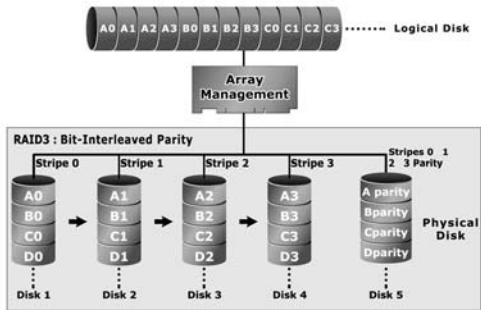 A0 A1 A2 A3 B0 B1 B2 B3 C0 C1 C2 C3 Logical Disk
Array
Management
RAID3 : Bit-Interleaved Parity
Stripe 0 Stripe 1 Stripe 2 Stripe 3 Stripes 0 1
2 3 Parity
A0 A1 A2 A3 A parity
B0 B1 B2 B3 Bparity
C0 C1 C2 C3 Cparity
D0 D1 D2 D3 Dparity
Physical
Disk
Disk 1 Disk 2 Disk 3 Disk 4 Disk 5